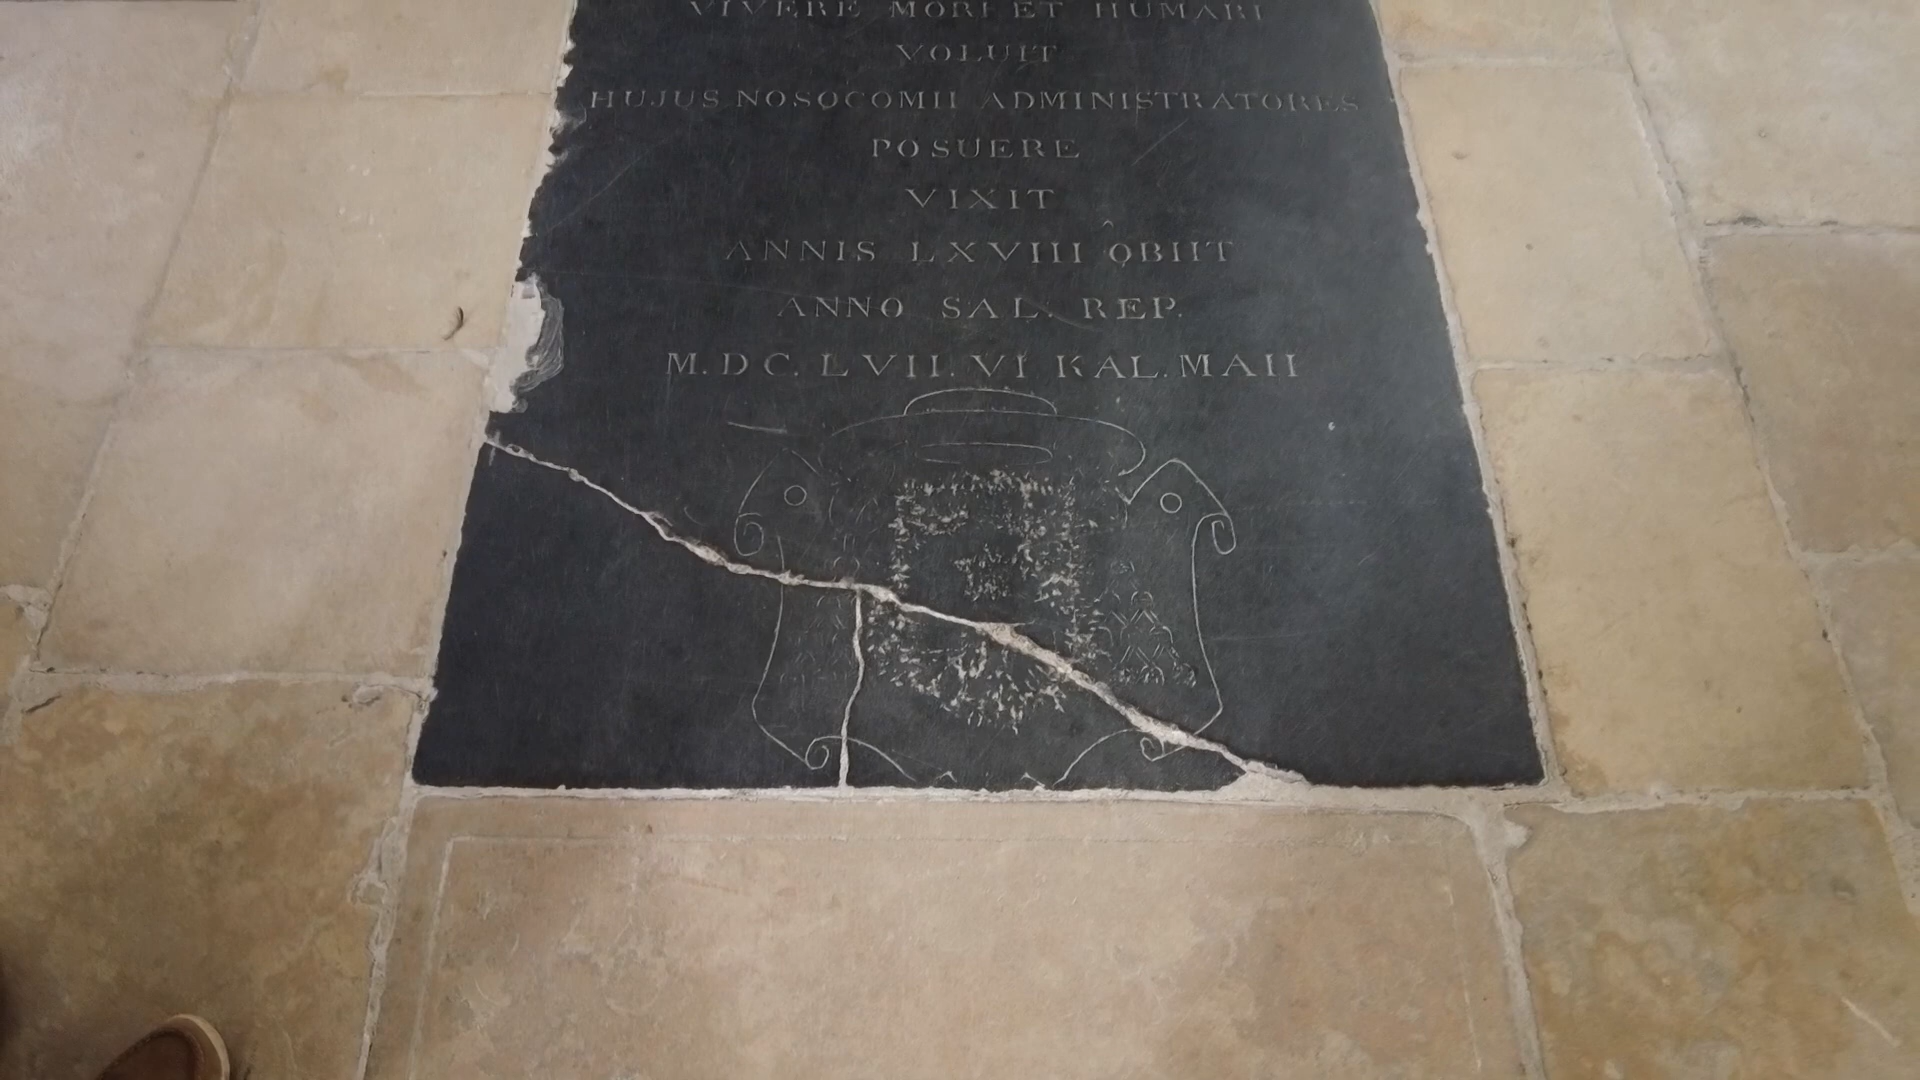 VIVERE MORI ET HUMARI
VOLUIT
HUJUS NOSOCOMII ADMINISTRATORES
POSUERE
VIXIT
ANNIS LXVIII ÔBIIT
ANNO SAL. REP.
M.DC.LVII.VI KAL.MAII